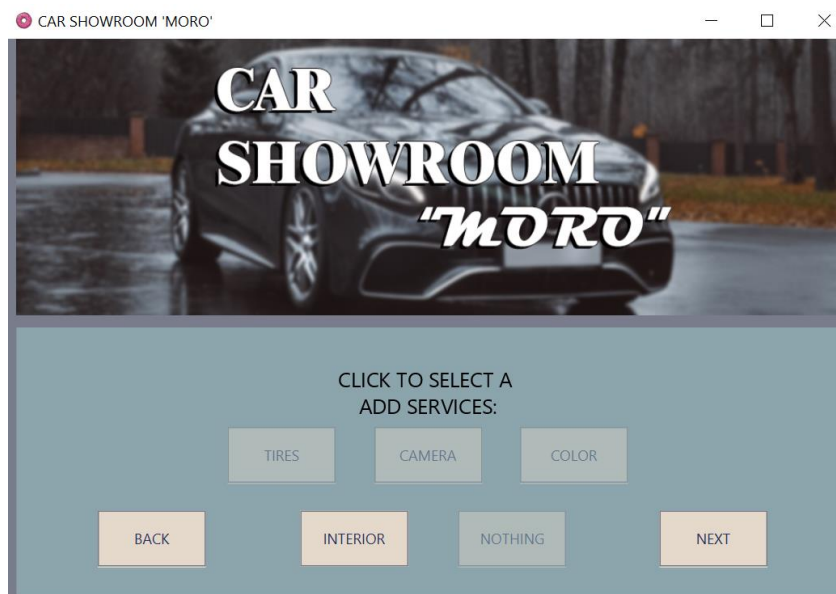 CAR SHOWROOM 'MORO'
CAR
SHOWROOM
"MORO"
CLICK TO SELECT A
ADD SERVICES:
TIRES CAMERA COLOR
BACK INTERIOR NOTHING NEXT